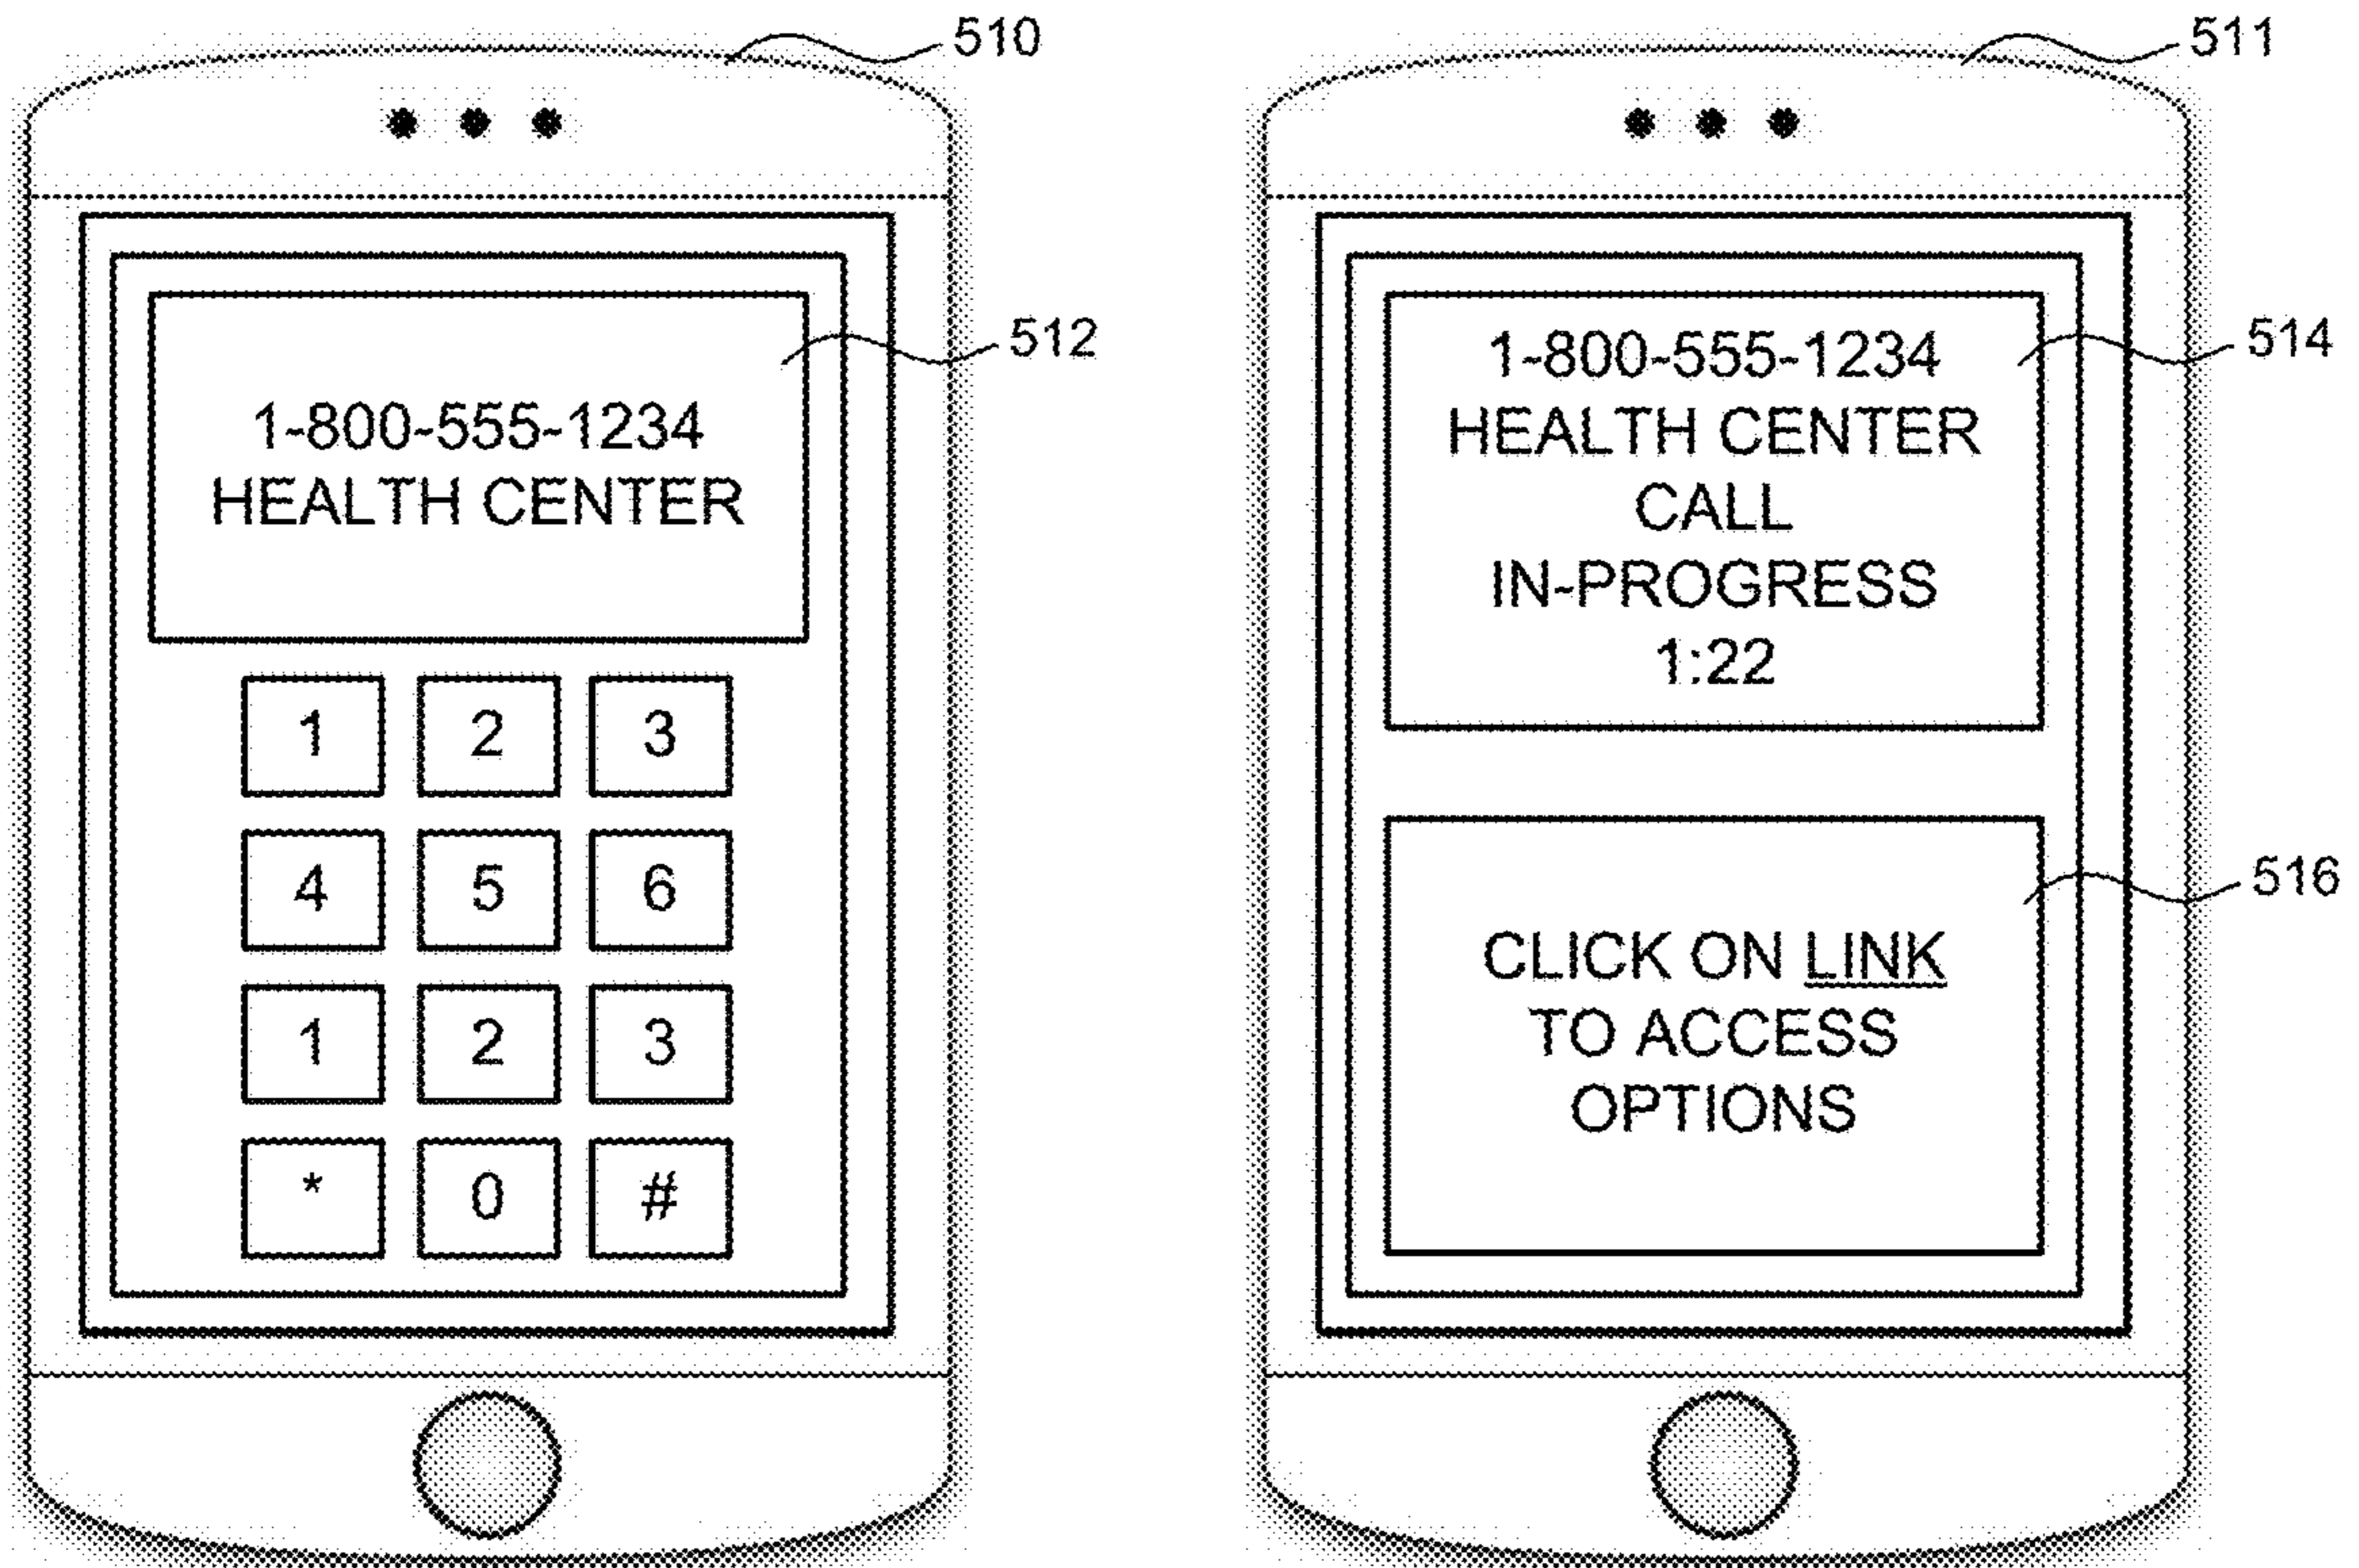 510
512
1-800-555-1234
HEALTH CENTER
1 2 3
4 5 6
1 2 3
* 0 #
511
514
1-800-555-1234
HEALTH CENTER
CALL
IN-PROGRESS
1:22
516
CLICK ON LINK
TO ACCESS
OPTIONS